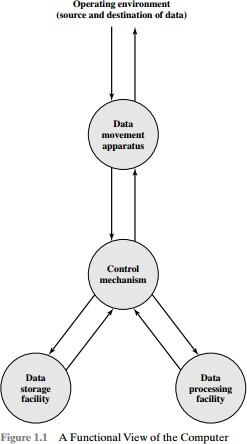 Operating environment
(source and destination of data)
Data
movement
apparatus
Control
mechanism
Data
storage
facility
Data
processing
facility
Figure 1.1 A Functional View of the Computer